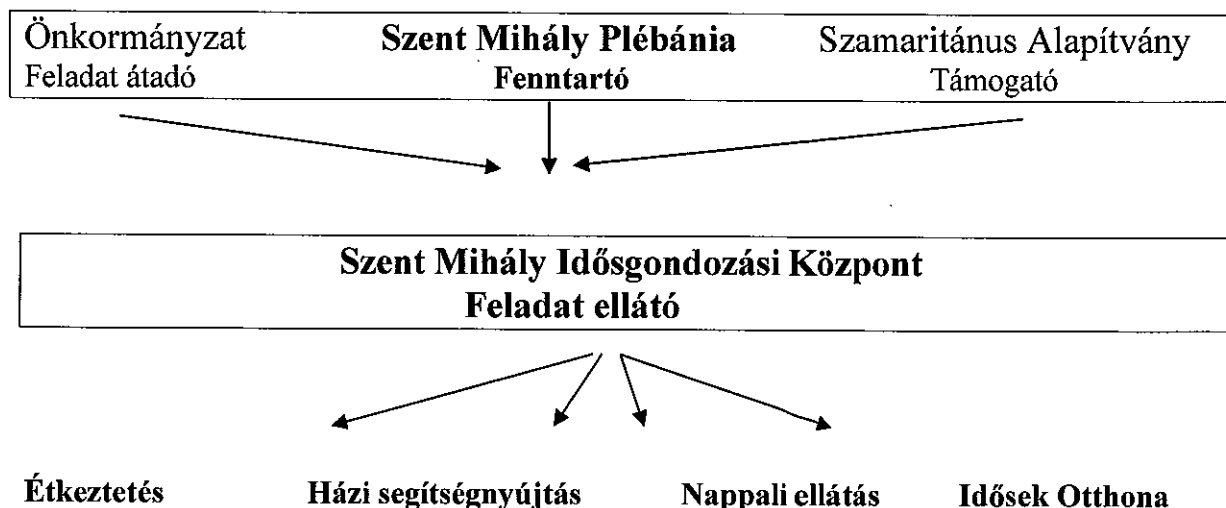 Önkormányzat Szent Mihály Plébánia Szamaritánus Alapítvány
Feladat átadó Fenntartó Támogató
Szent Mihály Idősgondozási Központ
Feladat ellátó
Étkeztetés Házi segítségnyújtás Nappali ellátás Idősek Otthona